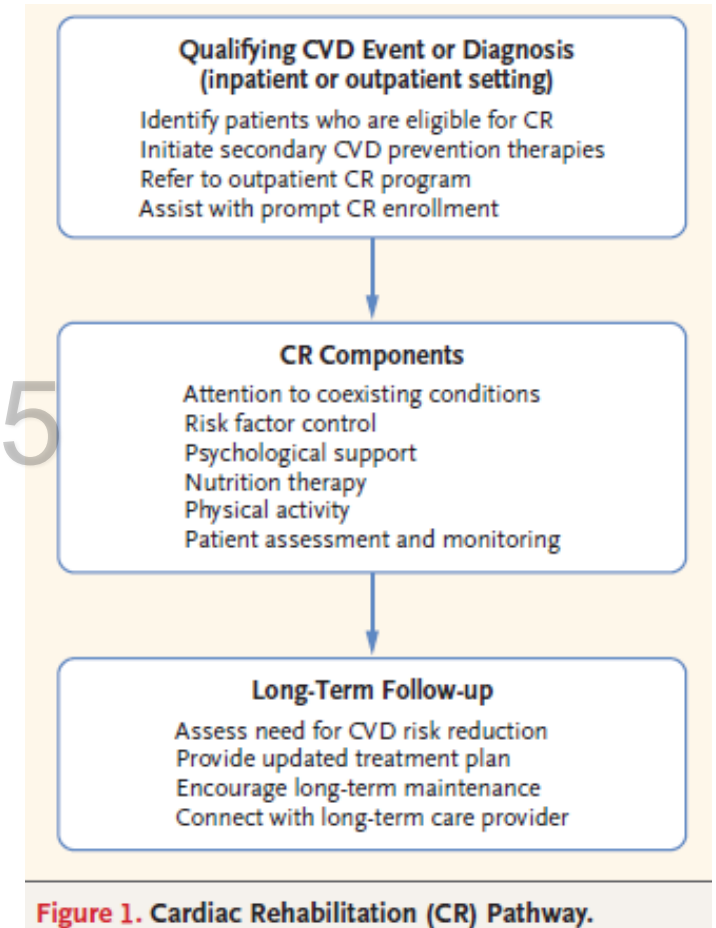 Qualifying CVD Event or Diagnosis
(inpatient or outpatient setting)
Identify patients who are eligible for CR
Initiate secondary CVD prevention therapies
Refer to outpatient CR program
Assist with prompt CR enrollment
CR Components
Attention to coexisting conditions
Risk factor control
Psychological support
Nutrition therapy
Physical activity
Patient assessment and monitoring
5
Long-Term Follow-up
Assess need for CVD risk reduction
Provide updated treatment plan
Encourage long-term maintenance
Connect with long-term care provider
Figure 1. Cardiac Rehabilitation (CR) Pathway.